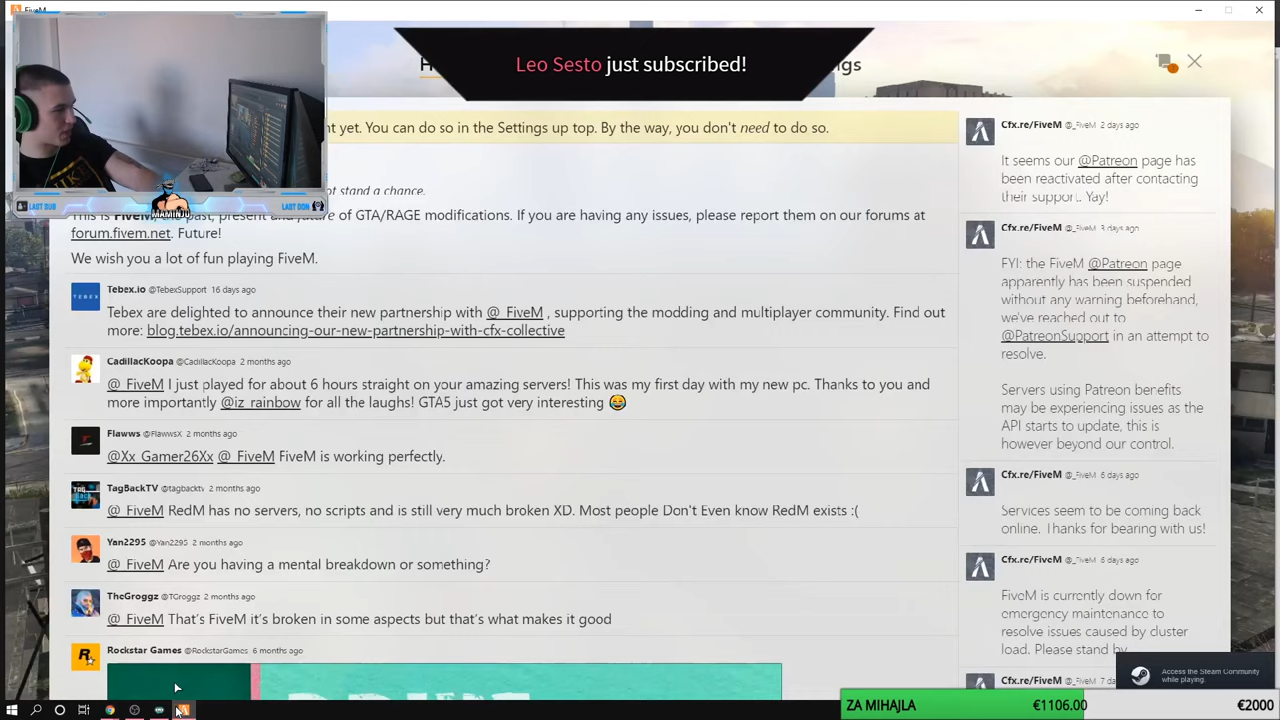 FiveM
Leo Sesto just subscribed!
H
gs
nt yet. You can do so in the Settings up top. By the way, you don't need to do so.
ot stand a chance.
This is FiveM. The past, present and future of GTA/RAGE modifications. If you are having any issues, please report them on our forums at
forum.fivem.net. Future!
We wish you a lot of fun playing FiveM.
LAST SUB
MAMINJO
LAST DON
TEBEX
Tebex.io @TebexSupport 16 days ago
Tebex are delighted to announce their new partnership with @_FiveM , supporting the modding and multiplayer community. Find out
more: blog.tebex.io/announcing-our-new-partnership-with-cfx-collective
CadillacKoopa @CadillacKoopa 2 months ago
@_FiveM I just played for about 6 hours straight on your amazing servers! This was my first day with my new pc. Thanks to you and
more importantly @iz_rainbow for all the laughs! GTA5 just got very interesting 😂
Flawws @FlawwsX 2 months ago
@Xx_Gamer26Xx @_FiveM FiveM is working perfectly.
TagBackTV @tagbacktv 2 months ago
@_FiveM RedM has no servers, no scripts and is still very much broken XD. Most people Don't Even know RedM exists :(
Yan2295 @Yan2295 2 months ago
@_FiveM Are you having a mental breakdown or something?
TheGroggz @TGroggz 2 months ago
@_FiveM That's FiveM it's broken in some aspects but that's what makes it good
Rockstar Games @RockstarGames 6 months ago
Cfx.re/FiveM @_FiveM 2 days ago
It seems our @Patreon page has
been reactivated after contacting
their support.. Yay!
Cfx.re/FiveM @_FiveM 3 days ago
FYI: the FiveM @Patreon page
apparently has been suspended
without any warning beforehand,
we've reached out to
@PatreonSupport in an attempt to
resolve.
Servers using Patreon benefits
may be experiencing issues as the
API starts to update, this is
however beyond our control.
Cfx.re/FiveM @_FiveM 6 days ago
Services seem to be coming back
online. Thanks for bearing with us!
Cfx.re/FiveM @_FiveM 6 days ago
FiveM is currently down for
emergency maintenance to
resolve issues caused by cluster
load. Please stand by
Cfx.re/FiveM @_FiveM 7 da
Access the Steam Community
while playing.
ZA MIHAJLA €1106.00 €2000